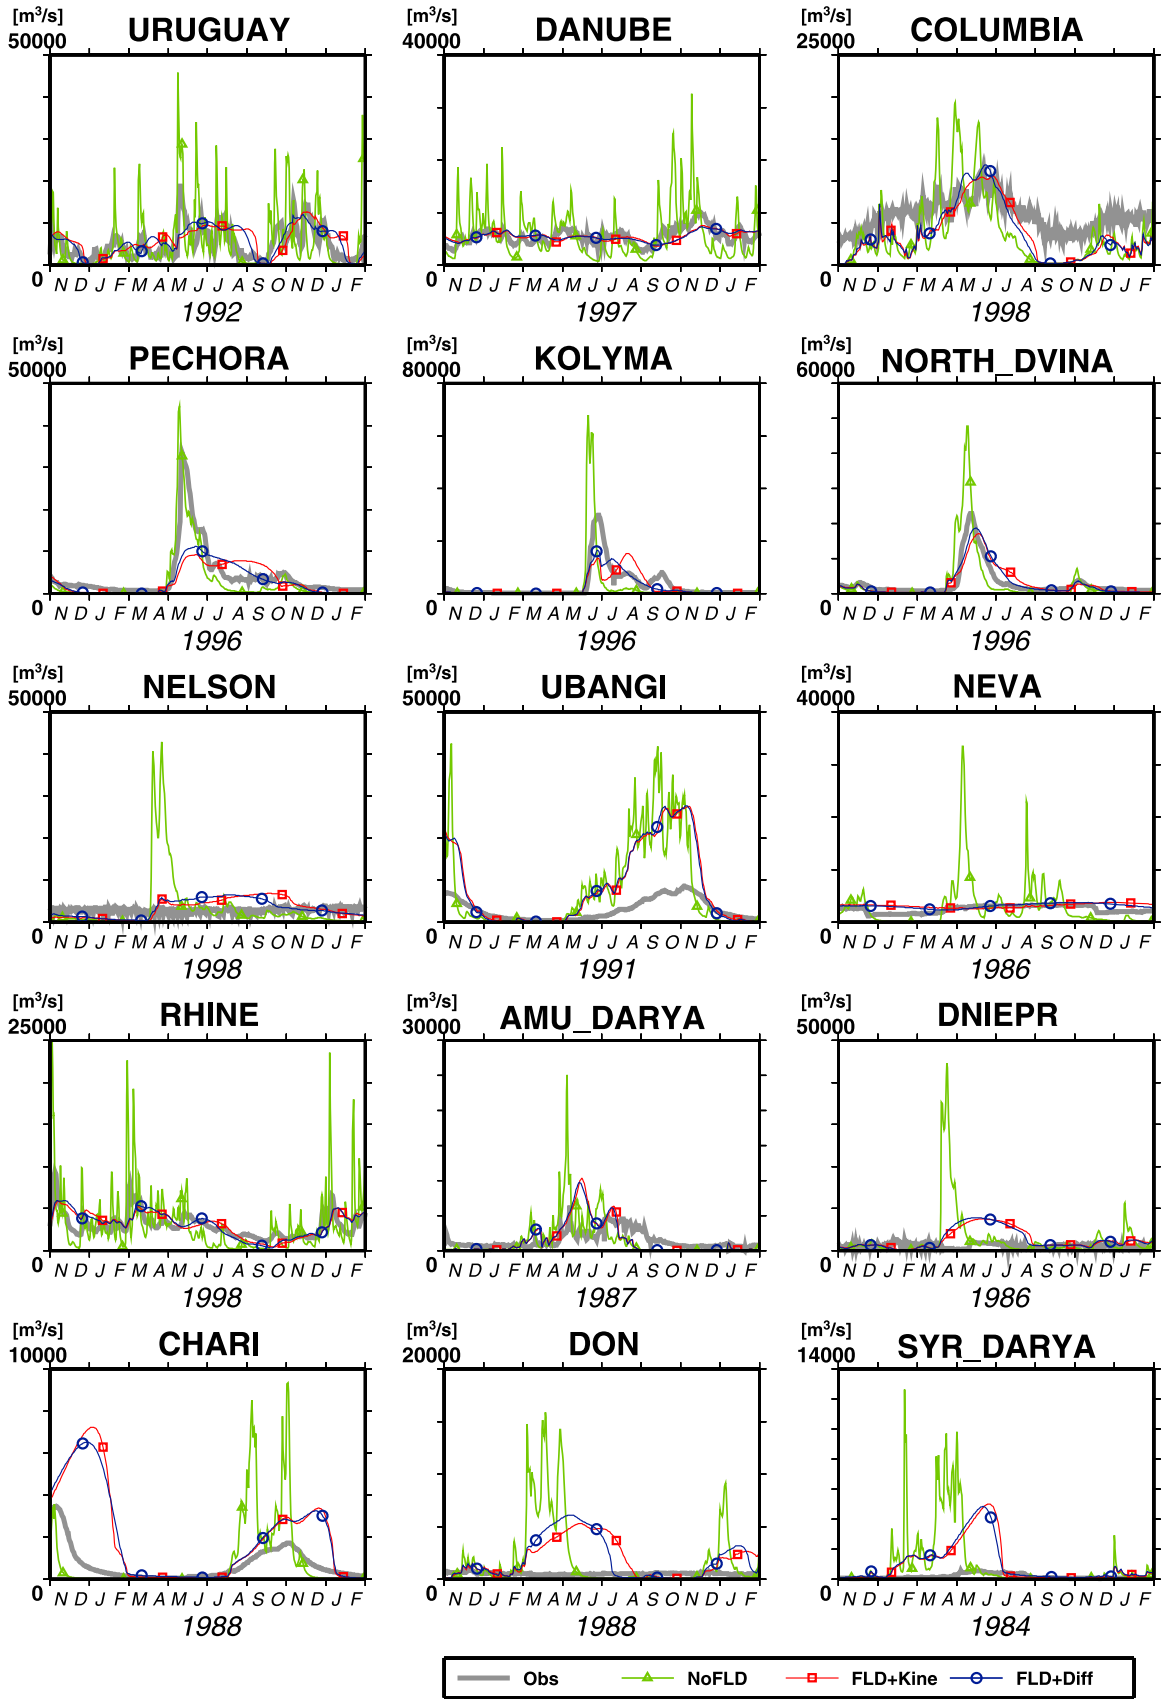 [m³/s] URUGUAY [m³/s] DANUBE [m³/s] COLUMBIA
50000 40000 25000
0 0 0
N D J F M A M J J A S O N D J F N D J F M A M J J A S O N D J F N D J F M A M J J A S O N D J F
1992 1997 1998
[m³/s] PECHORA [m³/s] KOLYMA [m³/s] NORTH_DVINA
50000 80000 60000
0 0 0
N D J F M A M J J A S O N D J F N D J F M A M J J A S O N D J F N D J F M A M J J A S O N D J F
1996 1996 1996
[m³/s] NELSON [m³/s] UBANGI [m³/s] NEVA
50000 50000 40000
0 0 0
N D J F M A M J J A S O N D J F N D J F M A M J J A S O N D J F N D J F M A M J J A S O N D J F
1998 1991 1986
[m³/s] RHINE [m³/s] AMU_DARYA [m³/s] DNIEPR
25000 30000 50000
0 0 0
N D J F M A M J J A S O N D J F N D J F M A M J J A S O N D J F N D J F M A M J J A S O N D J F
1998 1987 1986
[m³/s] CHARI [m³/s] DON [m³/s] SYR_DARYA
10000 20000 14000
0 0 0
N D J F M A M J J A S O N D J F N D J F M A M J J A S O N D J F N D J F M A M J J A S O N D J F
1988 1988 1984
Obs NoFLD FLD+Kine FLD+Diff